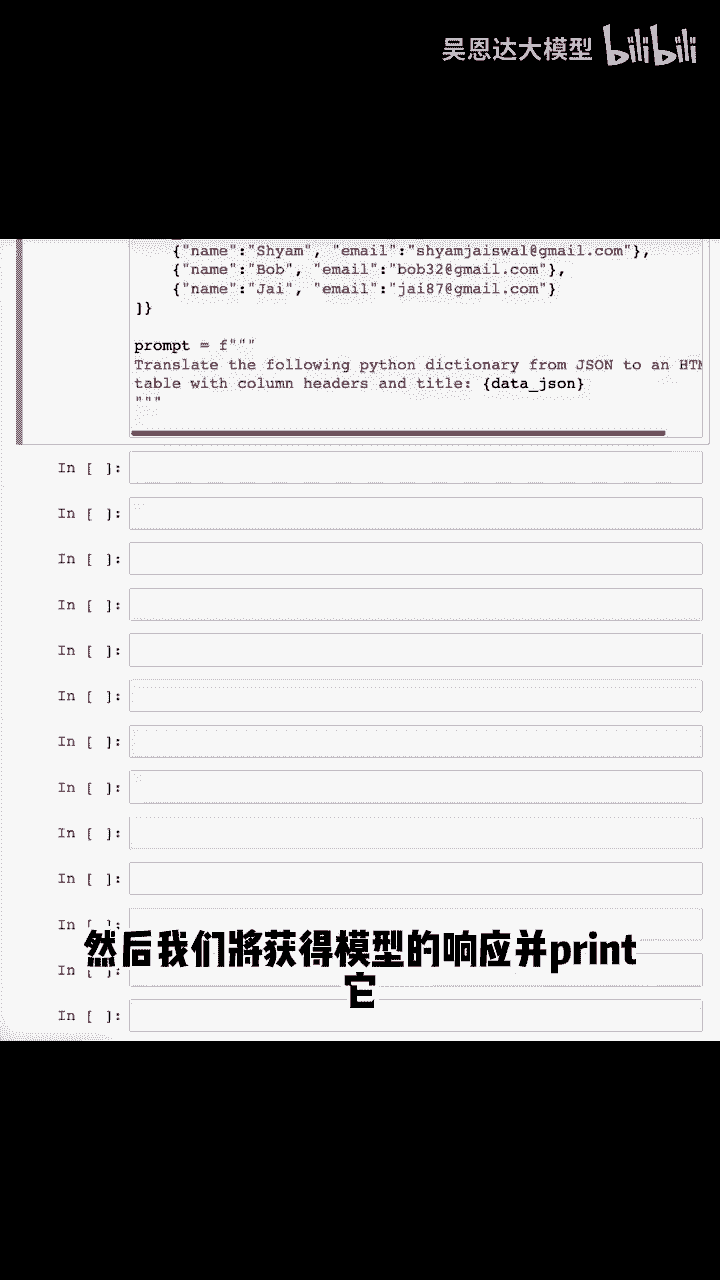 吴恩达大模型 bilibili
{"name":"Shyam", "email":"shyamjaiswal@gmail.com"},
{"name":"Bob", "email":"bob32@gmail.com"},
{"name":"Jai", "email":"jai87@gmail.com"}
]}
prompt = f"""
Translate the following python dictionary from JSON to an HTM
table with column headers and title: {data_json}
"""
In [ ]:
In [ ]:
In [ ]:
In [ ]:
In [ ]:
In [ ]:
In [ ]:
In [ ]:
In [ ]:
In [ ]:
In [ ]:
然后我们將获得模型的响应并print
In [ ]:
它
In [ ]: